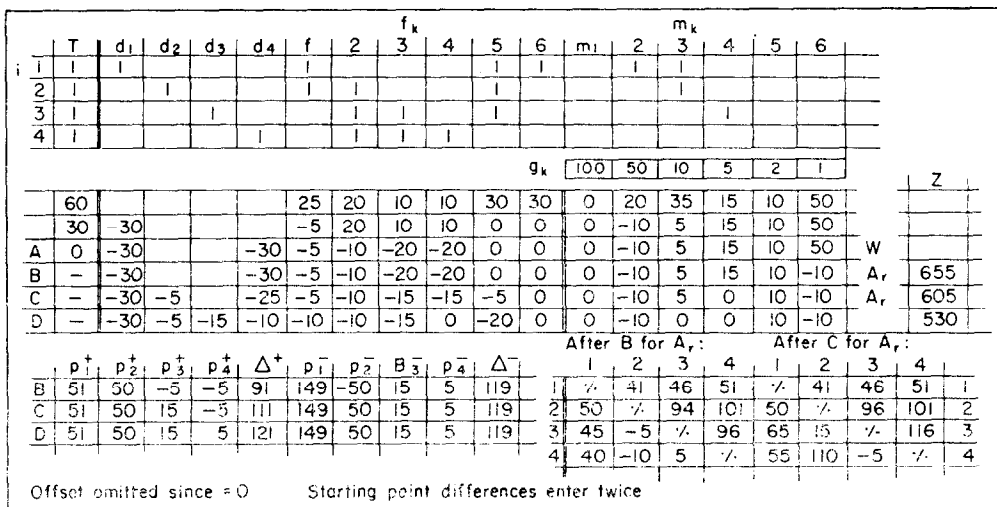 f k m k
T d1 d2 d3 d4 f 2 3 4 5 6 m1 2 3 4 5 6
i 1 1 1 1 1 1 1 1
2 1 1 1 1 1 1
3 1 1 1 1 1 1
4 1 1 1 1 1
g k 100 50 10 5 2 1
Z
60 25 20 10 10 30 30 0 20 35 15 10 50
30 -30 -5 20 10 10 0 0 0 -10 5 15 10 50
A 0 -30 -30 -5 -10 -20 -20 0 0 0 -10 5 15 10 50 W
B - -30 -30 -5 -10 -20 -20 0 0 0 -10 5 15 10 -10 Ar 655
C - -30 -5 -25 -5 -10 -15 -15 -5 0 0 -10 5 0 10 -10 Ar 605
D - -30 -5 -15 -10 -10 -10 -15 0 -20 0 0 -10 0 0 10 -10 530
After B for Ar: After C for Ar:
p1+ p2+ p3+ p4+ Δ+ p1- p2- B3- p4- Δ- 1 2 3 4 1 2 3 4
B 51 50 -5 -5 91 149 -50 15 5 119 1 ٪ 41 46 51 ٪ 41 46 51 1
C 51 50 15 -5 111 149 50 15 5 119 2 50 ٪ 94 101 50 ٪ 96 101 2
D 51 50 15 5 121 149 50 15 5 119 3 45 -5 ٪ 96 65 15 ٪ 116 3
4 40 -10 5 ٪ 55 110 -5 ٪ 4
Offset omitted since = 0 Starting point differences enter twice